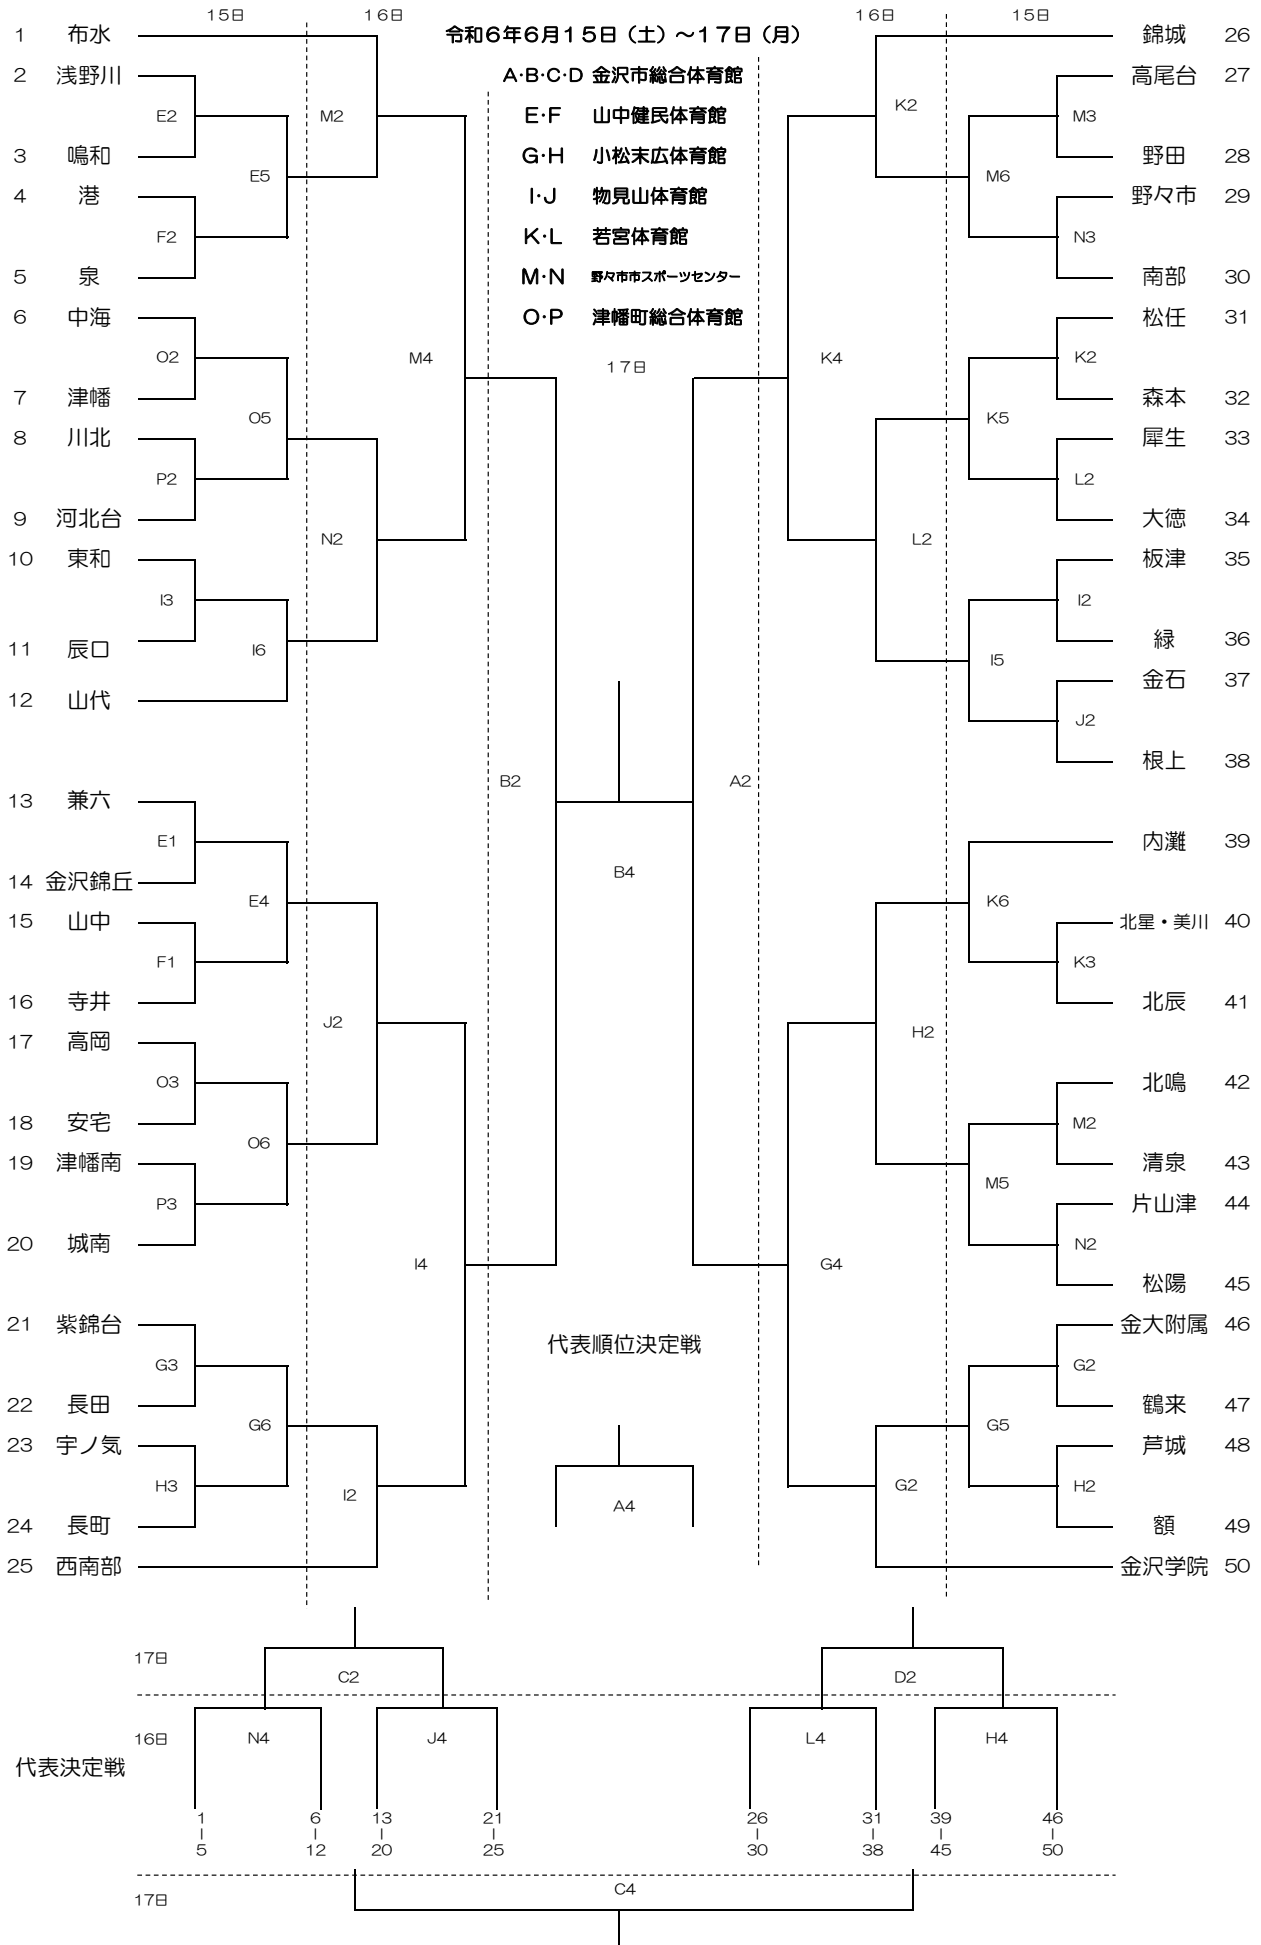 15日 16日 令和6年6月15日（土）～17日（月） 16日 15日
1 布水
2 浅野川
E2
M2
3 鳴和
E5
4 港
F2
5 泉
6 中海
O2
M4
7 津幡
O5
8 川北
P2
9 河北台
N2
10 東和
I3
11 辰口
I6
12 山代
B2
13 兼六
E1
14 金沢錦丘
E4
15 山中
F1
16 寺井
J2
17 高岡
O3
18 安宅
O6
19 津幡南
P3
20 城南
I4
21 紫錦台
G3
22 長田
G6
23 宇ノ気
H3
I2
24 長町
25 西南部
A・B・C・D 金沢市総合体育館
E・F 山中健民体育館
G・H 小松末広体育館
I・J 物見山体育館
K・L 若宮体育館
M・N 野々市市スポーツセンター
O・P 津幡町総合体育館
17日
B4
代表順位決定戦
A4
錦城 26
高尾台 27
K2
M3
野田 28
M6
野々市 29
N3
南部 30
松任 31
K4
K2
森本 32
K5
犀生 33
L2
大徳 34
L2
板津 35
I2
緑 36
I5
金石 37
J2
根上 38
A2
内灘 39
K6
北星・美川 40
K3
北辰 41
H2
北鳴 42
M2
清泉 43
M5
片山津 44
N2
G4
松陽 45
金大附属 46
G2
鶴来 47
G5
芦城 48
G2
H2
額 49
金沢学院 50
17日
C2 D2
16日 N4 J4 L4 H4
代表決定戦
1 6 13 21 26 31 39 46
| | | | | | | |
5 12 20 25 30 38 45 50
17日 C4